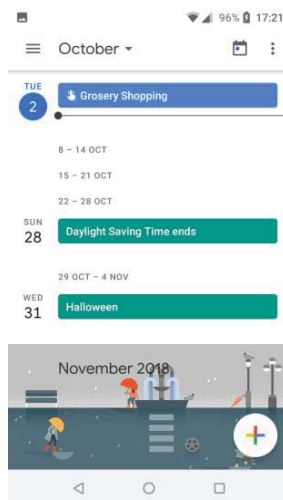 96% 17:21
October
TUE
2
Grosery Shopping
8 – 14 OCT
15 – 21 OCT
22 – 28 OCT
SUN
28
Daylight Saving Time ends
29 OCT – 4 NOV
WED
31
Halloween
November 2018